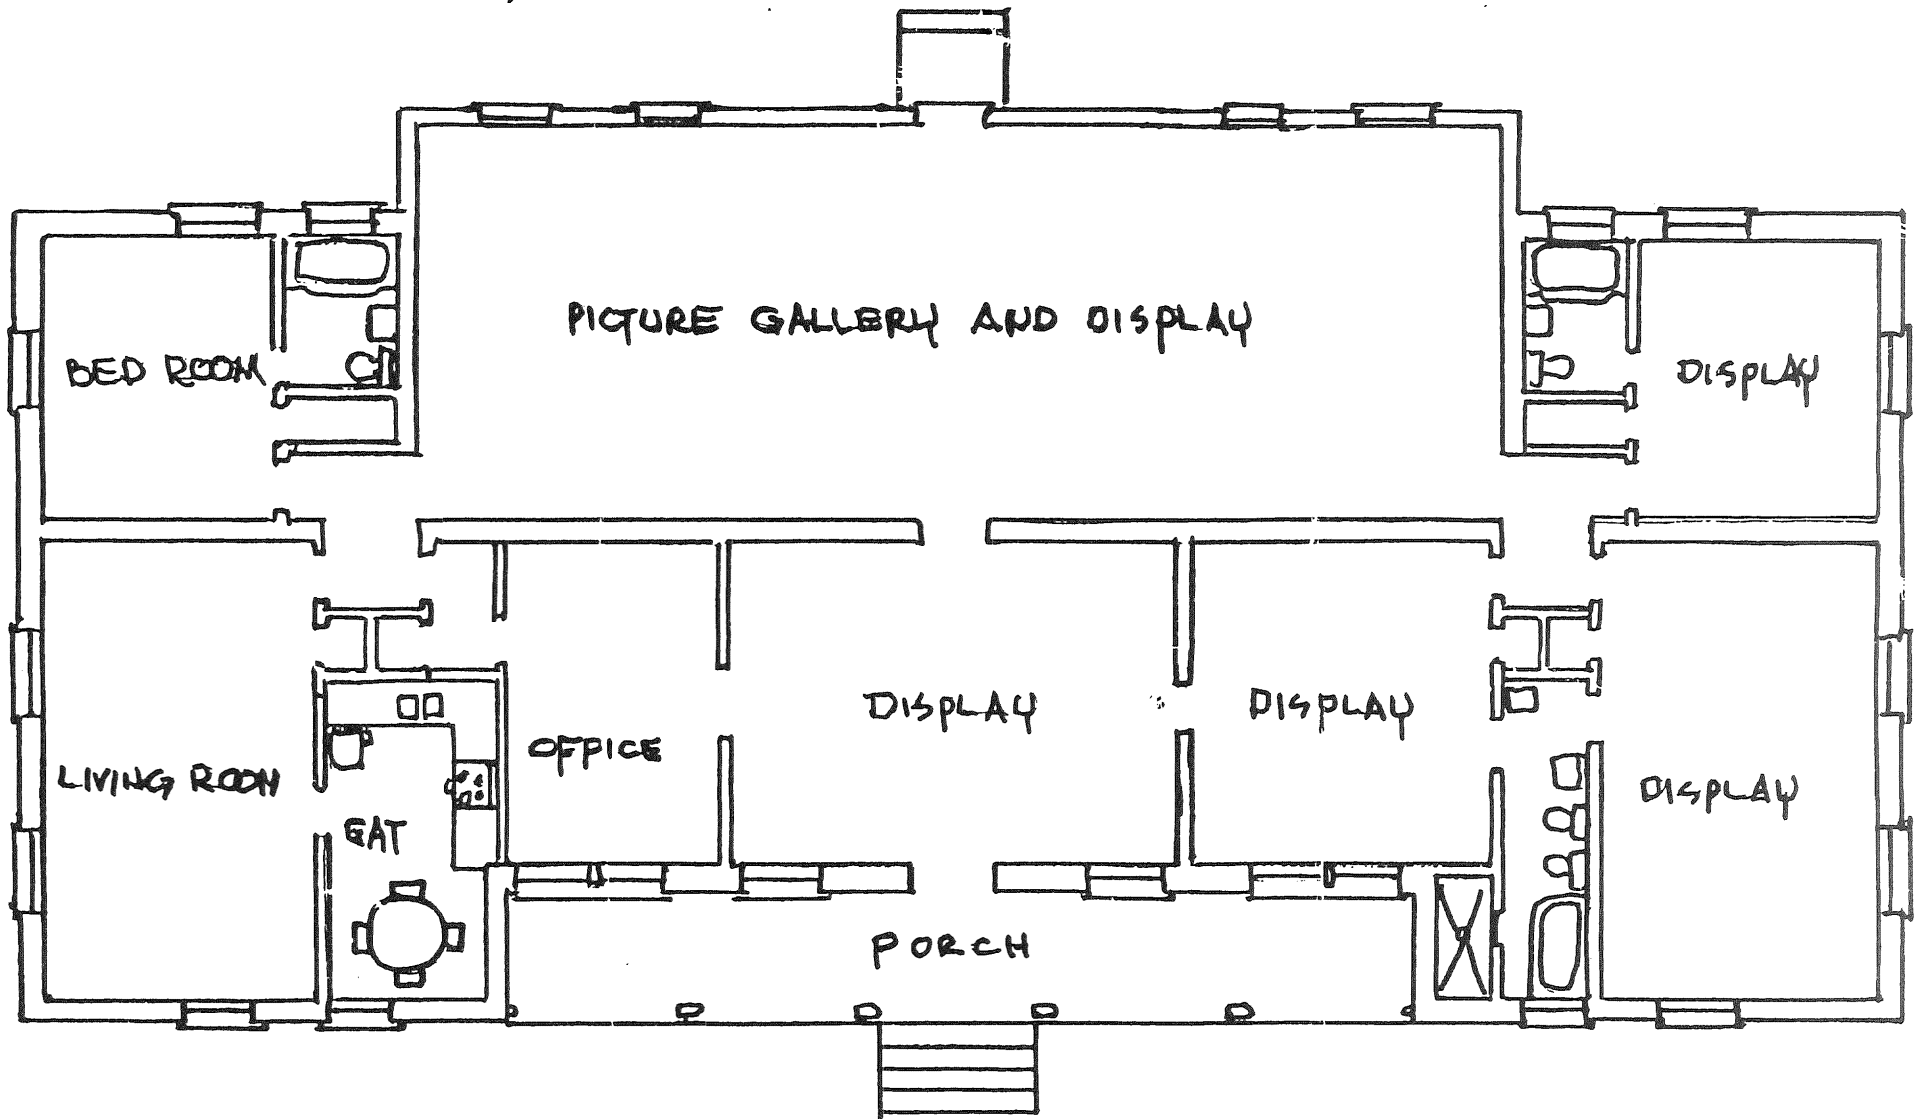 PICTURE GALLERY AND DISPLAY
BED ROOM
DISPLAY
DISPLAY
DISPLAY
OFFICE
LIVING ROOM
DISPLAY
EAT
PORCH